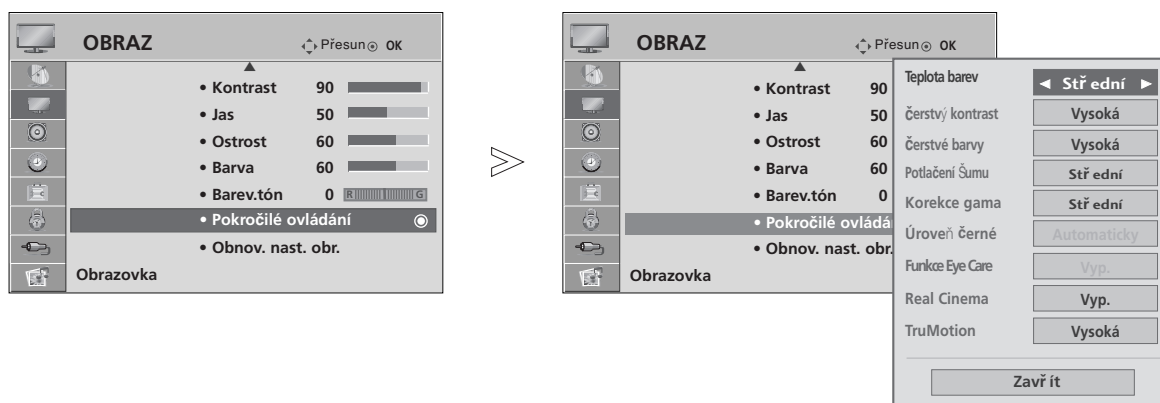 OBRAZ Přesun OK
• Kontrast 90
• Jas 50
• Ostrost 60
• Barva 60
• Barev.tón 0 R G
• Pokročilé ovládání
• Obnov. nast. obr.
Obrazovka
OBRAZ Přesun OK
• Kontrast 90
• Jas 50
• Ostrost 60
• Barva 60
• Barev.tón 0
• Pokročilé ovládá
• Obnov. nast. obr.
Obrazovka
Teplota barev ◄ Stř ední ►
Čerstvý kontrast Vysoká
Čerstvé barvy Vysoká
Potlačení Šumu Stř ední
Korekce gama Stř ední
Úroveň černé Automaticky
Funkce Eye Care Vyp.
Real Cinema Vyp.
TruMotion Vysoká
Zavř ít